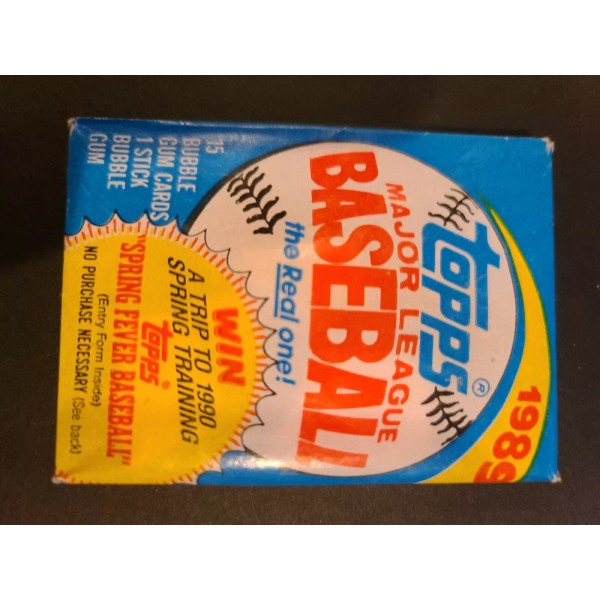 1989
topps®
MAJOR LEAGUE
BASEBALL
the Real one!
15
BUBBLE
GUM CARDS
1 STICK
BUBBLE
GUM
WIN
A TRIP TO 1990
SPRING TRAINING
topps
"SPRING FEVER BASEBALL"
(Entry Form Inside)
NO PURCHASE NECESSARY (See back)